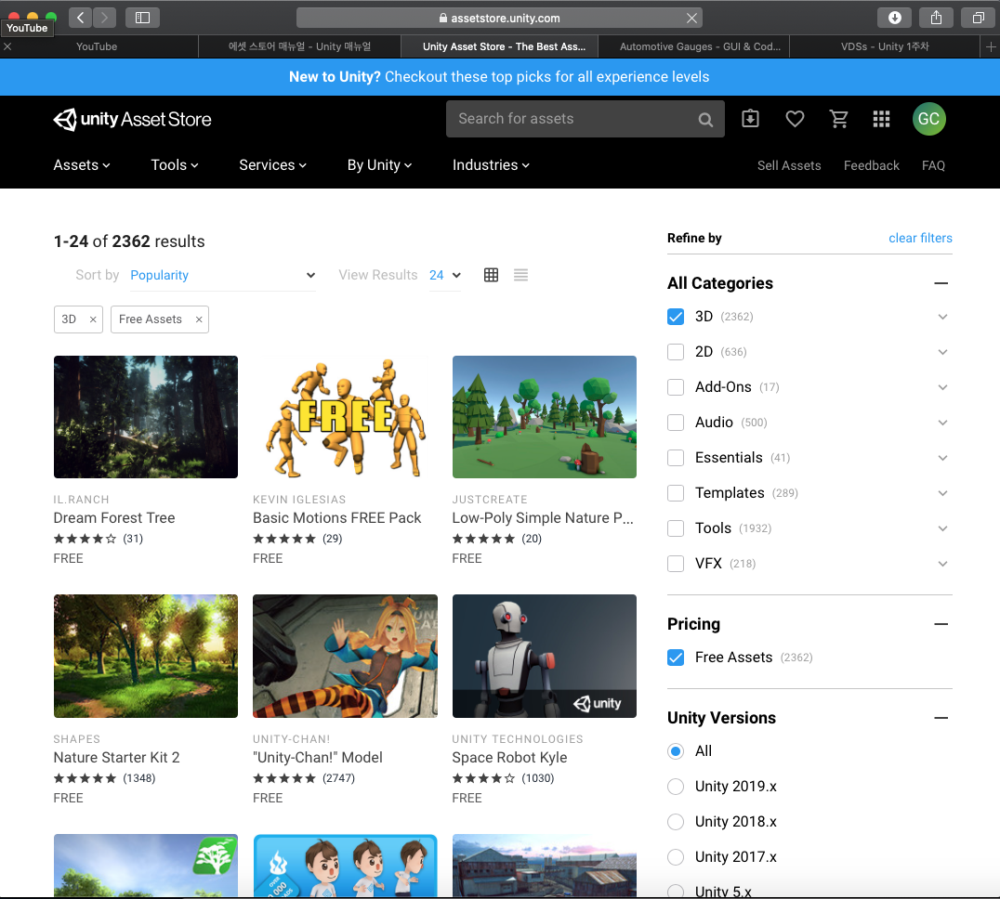 assetstore.unity.com
YouTube
YouTube
에셋 스토어 매뉴얼 - Unity 매뉴얼
Unity Asset Store - The Best Ass...
Automotive Gauges - GUI & Cod...
VDSs - Unity 1주차
New to Unity? Checkout these top picks for all experience levels
unity Asset Store
Search for assets
GC
Assets
Tools
Services
By Unity
Industries
Sell Assets
Feedback
FAQ
1-24 of 2362 results
Sort by Popularity
View Results 24
3D ×
Free Assets ×
FREE
IL.RANCH
Dream Forest Tree
(31)
FREE
KEVIN IGLESIAS
Basic Motions FREE Pack
(29)
FREE
JUSTCREATE
Low-Poly Simple Nature P...
(20)
FREE
unity
SHAPES
Nature Starter Kit 2
(1348)
FREE
UNITY-CHAN!
"Unity-Chan!" Model
(2747)
FREE
UNITY TECHNOLOGIES
Space Robot Kyle
(1030)
FREE
OVER
Refine by
clear filters
All Categories
3D (2362)
2D (636)
Add-Ons (17)
Audio (500)
Essentials (41)
Templates (289)
Tools (1932)
VFX (218)
Pricing
Free Assets (2362)
Unity Versions
All
Unity 2019.x
Unity 2018.x
Unity 2017.x
Unity 5.x